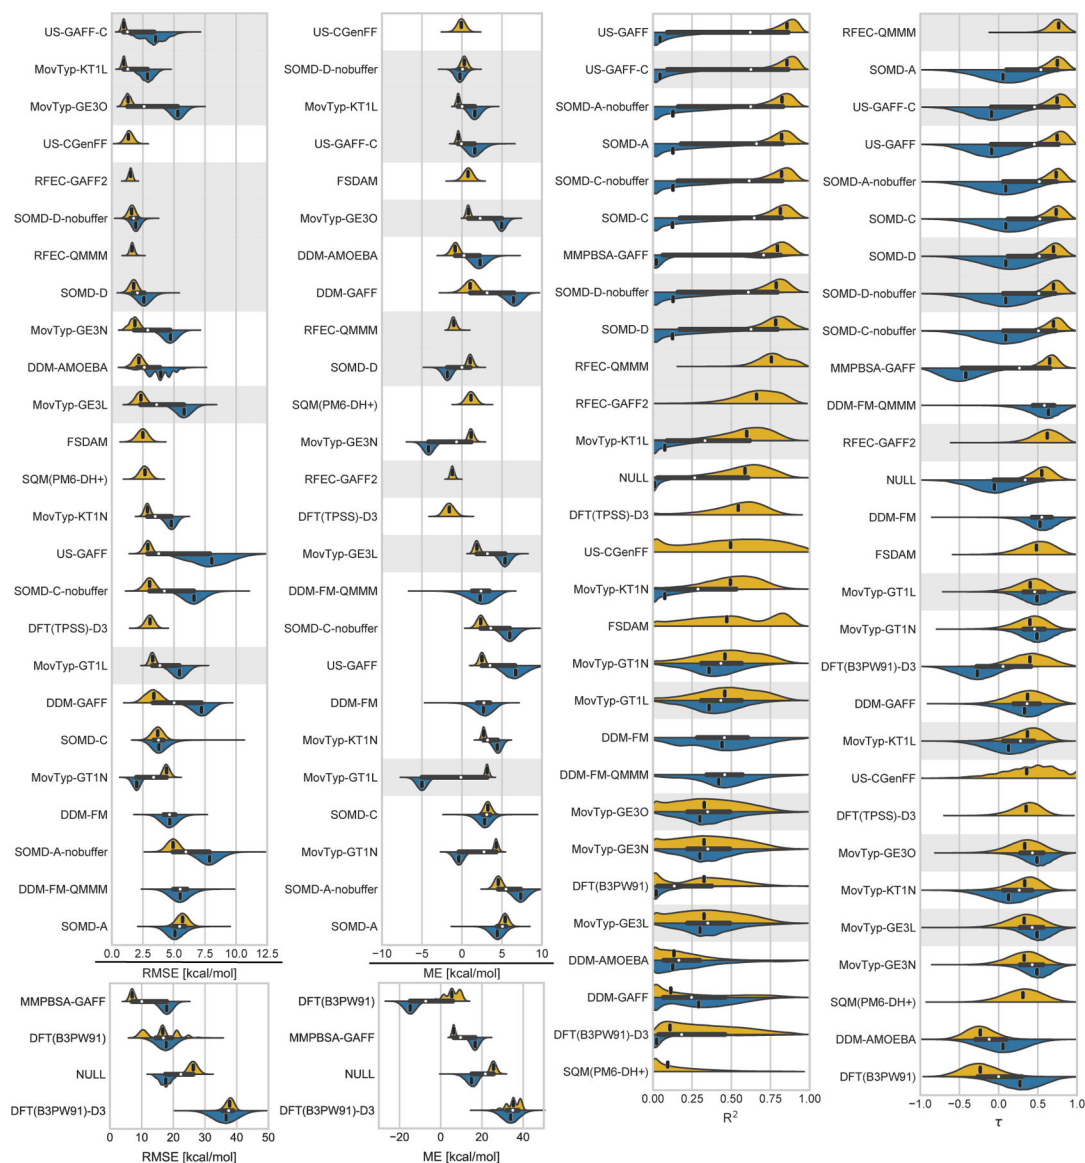 US-GAFF-C
MovTyp-KT1L
MovTyp-GE3O
US-CGenFF
RFEC-GAFF2
SOMD-D-nobuffer
RFEC-QMMM
SOMD-D
MovTyp-GE3N
DDM-AMOEBA
MovTyp-GE3L
FSDAM
SQM(PM6-DH+)
MovTyp-KT1N
US-GAFF
SOMD-C-nobuffer
DFT(TPSS)-D3
MovTyp-GT1L
DDM-GAFF
SOMD-C
MovTyp-GT1N
DDM-FM
SOMD-A-nobuffer
DDM-FM-QMMM
SOMD-A
0.0 2.5 5.0 7.5 10.0 12.5
RMSE [kcal/mol]
MMPBSA-GAFF
DFT(B3PW91)
NULL
DFT(B3PW91)-D3
0 10 20 30 40 50
RMSE [kcal/mol]
US-CGenFF
SOMD-D-nobuffer
MovTyp-KT1L
US-GAFF-C
FSDAM
MovTyp-GE3O
DDM-AMOEBA
DDM-GAFF
RFEC-QMMM
SOMD-D
SQM(PM6-DH+)
MovTyp-GE3N
RFEC-GAFF2
DFT(TPSS)-D3
MovTyp-GE3L
DDM-FM-QMMM
SOMD-C-nobuffer
US-GAFF
DDM-FM
MovTyp-KT1N
MovTyp-GT1L
SOMD-C
MovTyp-GT1N
SOMD-A-nobuffer
SOMD-A
−10 −5 0 5 10
ME [kcal/mol]
DFT(B3PW91)
MMPBSA-GAFF
NULL
DFT(B3PW91)-D3
−20 0 20 40
ME [kcal/mol]
US-GAFF
US-GAFF-C
SOMD-A-nobuffer
SOMD-A
SOMD-C-nobuffer
SOMD-C
MMPBSA-GAFF
SOMD-D-nobuffer
SOMD-D
RFEC-QMMM
RFEC-GAFF2
MovTyp-KT1L
NULL
DFT(TPSS)-D3
US-CGenFF
MovTyp-KT1N
FSDAM
MovTyp-GT1N
MovTyp-GT1L
DDM-FM
DDM-FM-QMMM
MovTyp-GE3O
MovTyp-GE3N
DFT(B3PW91)
MovTyp-GE3L
DDM-AMOEBA
DDM-GAFF
DFT(B3PW91)-D3
SQM(PM6-DH+)
0.00 0.25 0.50 0.75 1.00
R²
RFEC-QMMM
SOMD-A
US-GAFF-C
US-GAFF
SOMD-A-nobuffer
SOMD-C
SOMD-D
SOMD-D-nobuffer
SOMD-C-nobuffer
MMPBSA-GAFF
DDM-FM-QMMM
RFEC-GAFF2
NULL
DDM-FM
FSDAM
MovTyp-GT1L
MovTyp-GT1N
DFT(B3PW91)-D3
DDM-GAFF
MovTyp-KT1L
US-CGenFF
DFT(TPSS)-D3
MovTyp-GE3O
MovTyp-KT1N
MovTyp-GE3L
MovTyp-GE3N
SQM(PM6-DH+)
DDM-AMOEBA
DFT(B3PW91)
−1.0 −0.5 0.0 0.5 1.0
τ